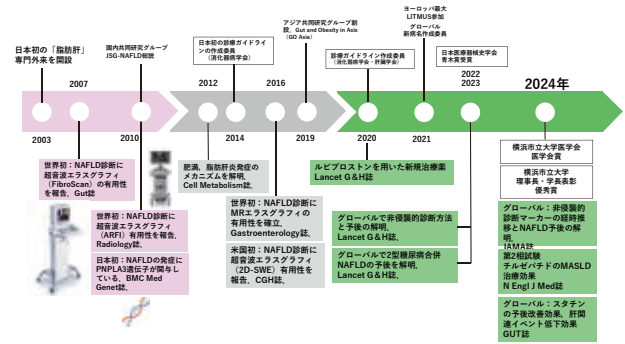 日本初の「脂肪肝」
専門外来を開設
国内共同研究グループ
JSG-NAFLD総説
日本初の診療ガイドライ
ンの作成委員
（消化器病学会）
アジア共同研究グループ創
設、Gut and Obesity in Asia
(GO Asia)
診療ガイドライン作成委員
（消化器病学会・肝臓学会）
ヨーロッパ最大
LITMUS参加
グローバル
新病名作成委員
日本医療器械史学会
青木賞受賞
2007
2012
2016
2022
2023
2024年
2003
2010
2014
2019
2020
2021
世界初：NAFLD診断に
超音波エラスグラフィ
（FibroScan）の有用性
を報告．Gut誌
世界初：NAFLD診断に
超音波エラスグラフィ
（ARFI）有用性を報告．
Radiology誌．
日本初：NAFLDの発症に
PNPLA3遺伝子が関与し
ている．BMC Med
Genet誌．
肥満，脂肪肝炎発症の
メカニズムを解明．
Cell Metabolism誌．
世界初：NAFLD診断に
MRエラスグラフィの
有用性を確立．
Gastroenterology誌．
米国初：NAFLD診断に
超音波エラスグラフィ
（2D-SWE）有用性を
報告．CGH誌．
ルビプロストンを用いた新規治療薬
Lancet G＆H誌
グローバルで非侵襲的診断方法
と予後の解明．
Lancet G＆H誌．
グローバルで2型糖尿病合併
NAFLDの予後を解明．
Lancet G＆H誌．
横浜市立大学医学会
医学会賞
横浜市立大学
理事長・学長表彰
優秀賞
グローバル：非侵襲的
診断マーカーの経時推
移とNAFLD予後の解
明．
JAMA誌
第2相試験
チルゼパチドのMASLD
治療効果
N Engl J Med誌
グローバル：スタチン
の予後改善効果，肝関
連イベント低下効果
GUT誌